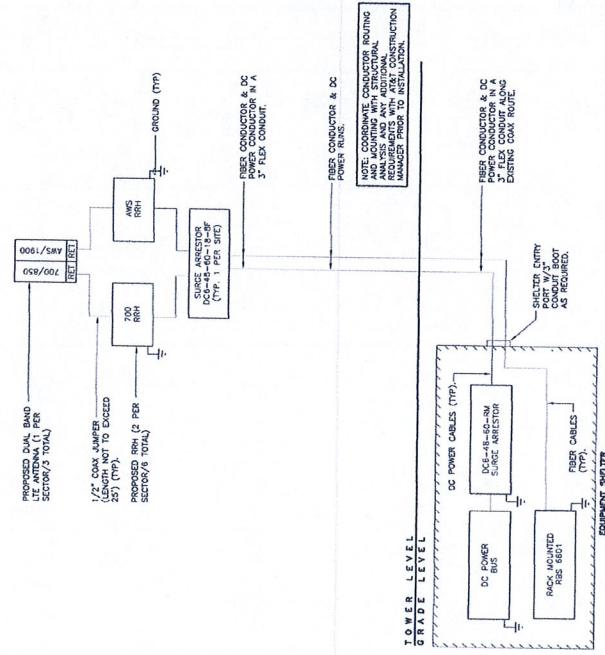 PROPOSED DUAL BAND
LTE ANTENNA (1 PER
SECTOR/3 TOTAL)
700/850
AWS/1900
RET
RET
1/2" COAX JUMPER
(LENGTH NOT TO EXCEED
25') (TYP).
PROPOSED RRH (2 PER
SECTOR/6 TOTAL)
700
RRH
AWS
RRH
GROUND (TYP)
SURGE ARRESTOR
DC6-48-60-18-8F
(TYP. 1 PER SITE)
FIBER CONDUCTOR & DC
POWER CONDUCTOR IN A
3" FLEX CONDUIT.
FIBER CONDUCTOR & DC
POWER RUNS.
NOTE: COORDINATE CONDUCTOR ROUTING
AND MOUNTING WITH STRUCTURAL
ANALYSIS AND ANY ADDITIONAL
REQUIREMENTS WITH AT&T CONSTRUCTION
MANAGER PRIOR TO INSTALLATION.
TOWER LEVEL
GRADE LEVEL
FIBER CONDUCTOR & DC
POWER CONDUCTOR IN A
3" FLEX CONDUIT ALONG
EXISTING COAX ROUTE.
SHELTER ENTRY
PORT W/3"
CONDUIT BOOT
AS REQUIRED.
DC POWER CABLES (TYP).
DC POWER
BUS
DC6-48-60-RM
SURGE ARRESTOR
RACK MOUNTED
RBS 6601
FIBER CABLES
(TYP).
EQUIPMENT SHELTER